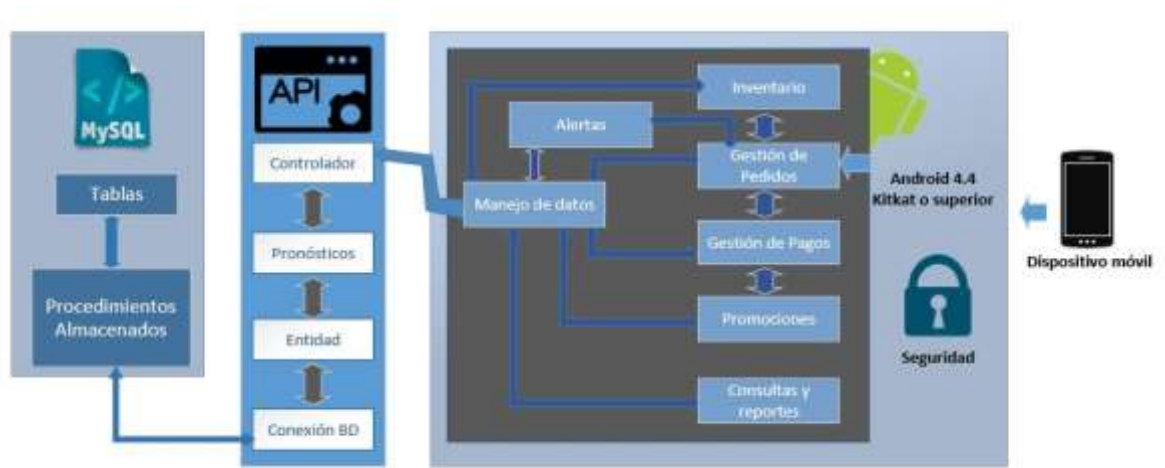 MySQL
Tablas
Procedimientos
Almacenados
API
Controlador
Pronósticos
Entidad
Conexión BD
Inventario
Alertas
Gestión de
Pedidos
Manejo de datos
Gestión de Pagos
Promociones
Consultas y
reportes
Android 4.4
Kitkat o superior
Seguridad
Dispositivo móvil